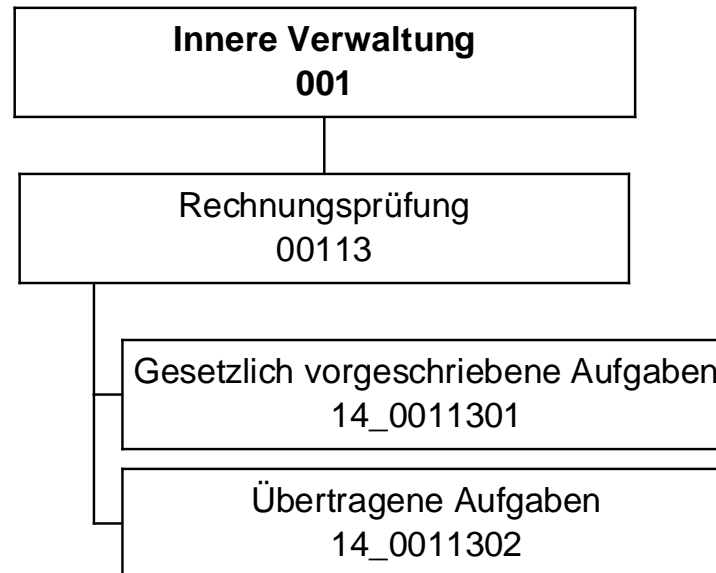 Innere Verwaltung
001
Rechnungsprüfung
00113
Gesetzlich vorgeschriebene Aufgaben
14_0011301
Übertragene Aufgaben
14_0011302